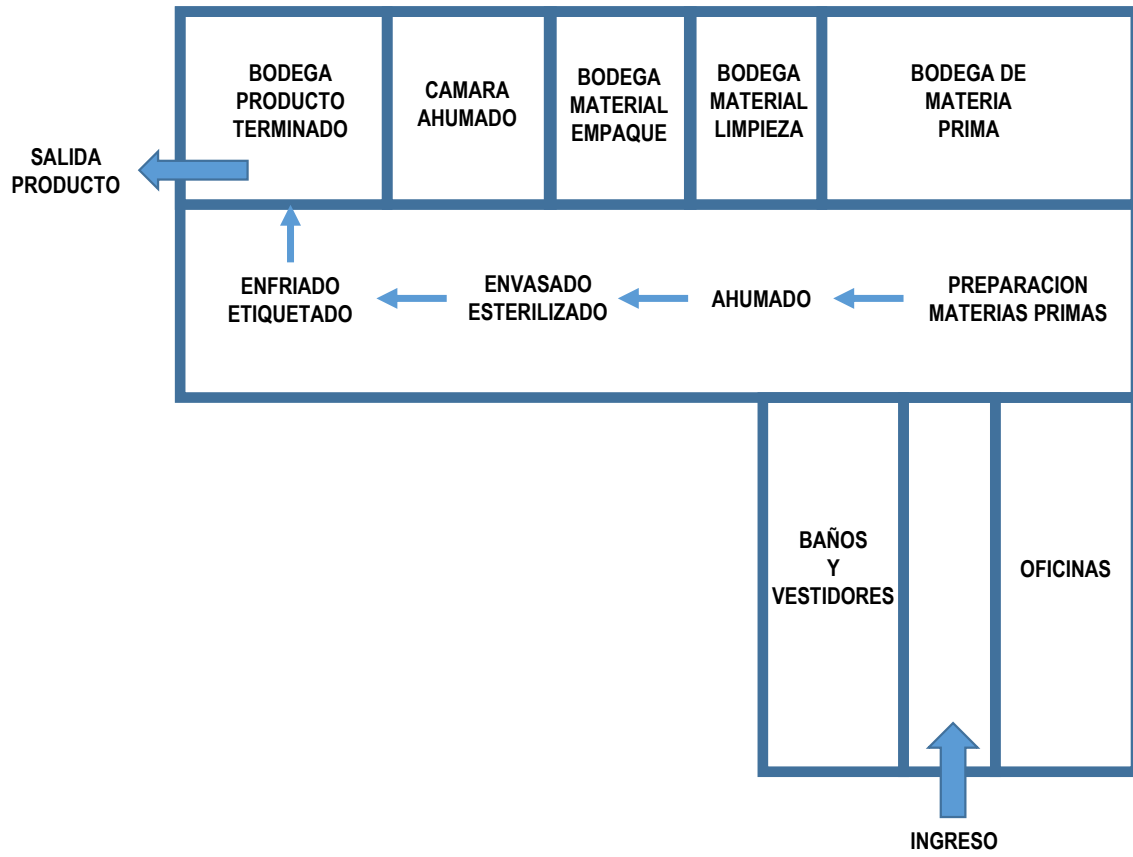 BODEGA
PRODUCTO
TERMINADO
CAMARA
AHUMADO
BODEGA
MATERIAL
EMPAQUE
BODEGA
MATERIAL
LIMPIEZA
BODEGA DE
MATERIA
PRIMA
SALIDA
PRODUCTO
ENFRIADO
ETIQUETADO
ENVASADO
ESTERILIZADO
AHUMADO
PREPARACION
MATERIAS PRIMAS
BAÑOS
Y
VESTIDORES
OFICINAS
INGRESO